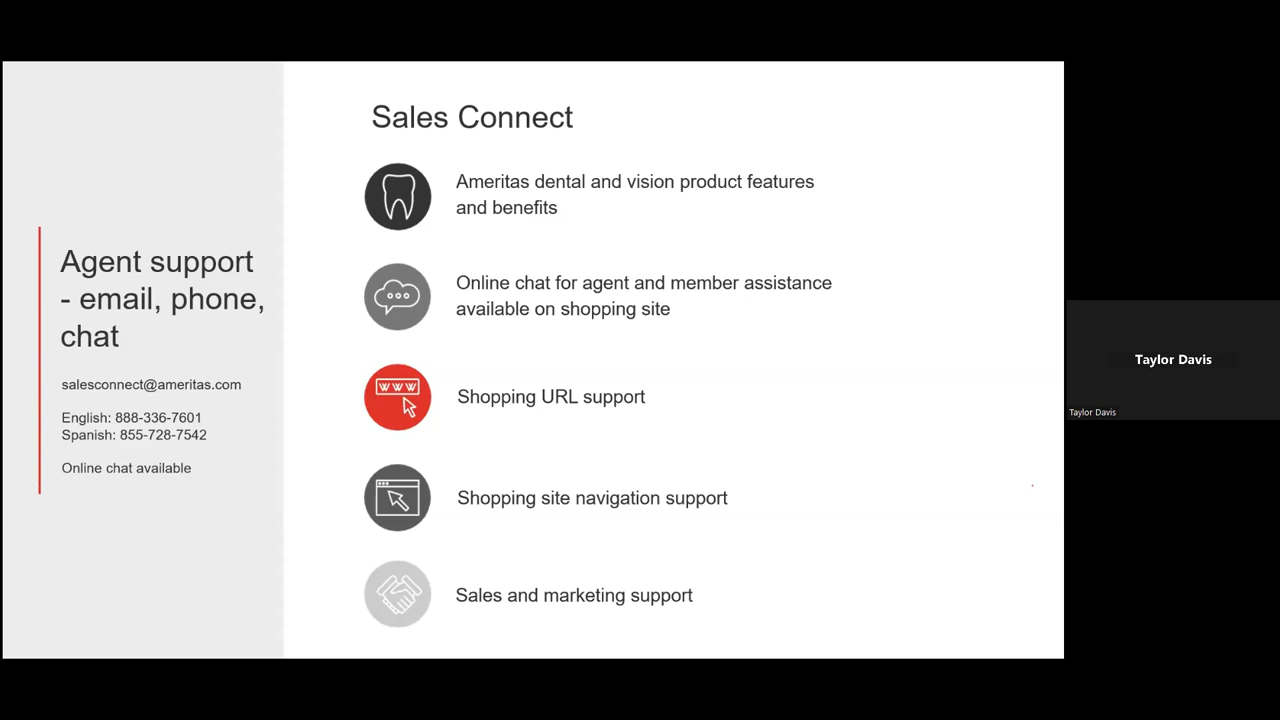 Agent support
- email, phone,
chat
salesconnect@ameritas.com
English: 888-336-7601
Spanish: 855-728-7542
Online chat available
Sales Connect
Ameritas dental and vision product features
and benefits
Online chat for agent and member assistance
available on shopping site
WWW
Shopping URL support
Shopping site navigation support
Sales and marketing support
Taylor Davis
Taylor Davis